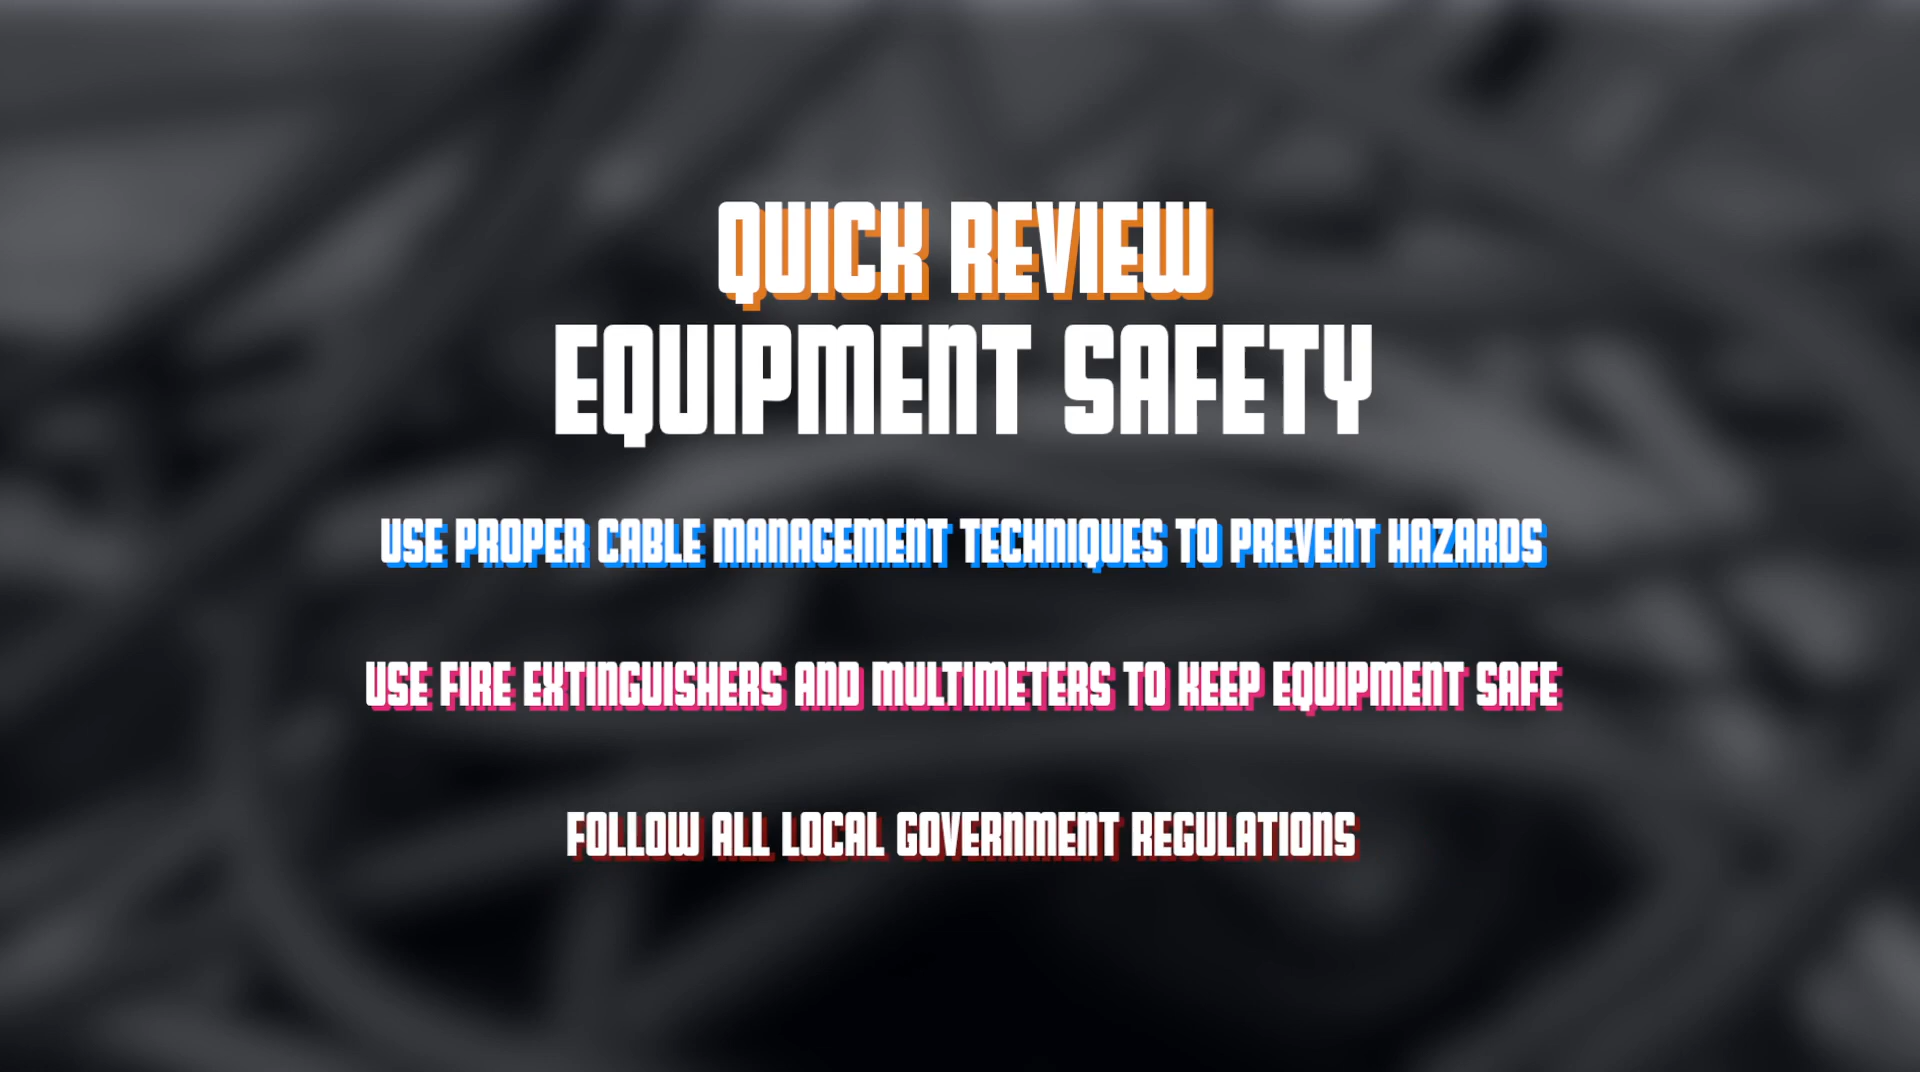 QUICK REVIEW
EQUIPMENT SAFETY
USE PROPER CABLE MANAGEMENT TECHNIQUES TO PREVENT HAZARDS
USE FIRE EXTINGUISHERS AND MULTIMETERS TO KEEP EQUIPMENT SAFE
FOLLOW ALL LOCAL GOVERNMENT REGULATIONS